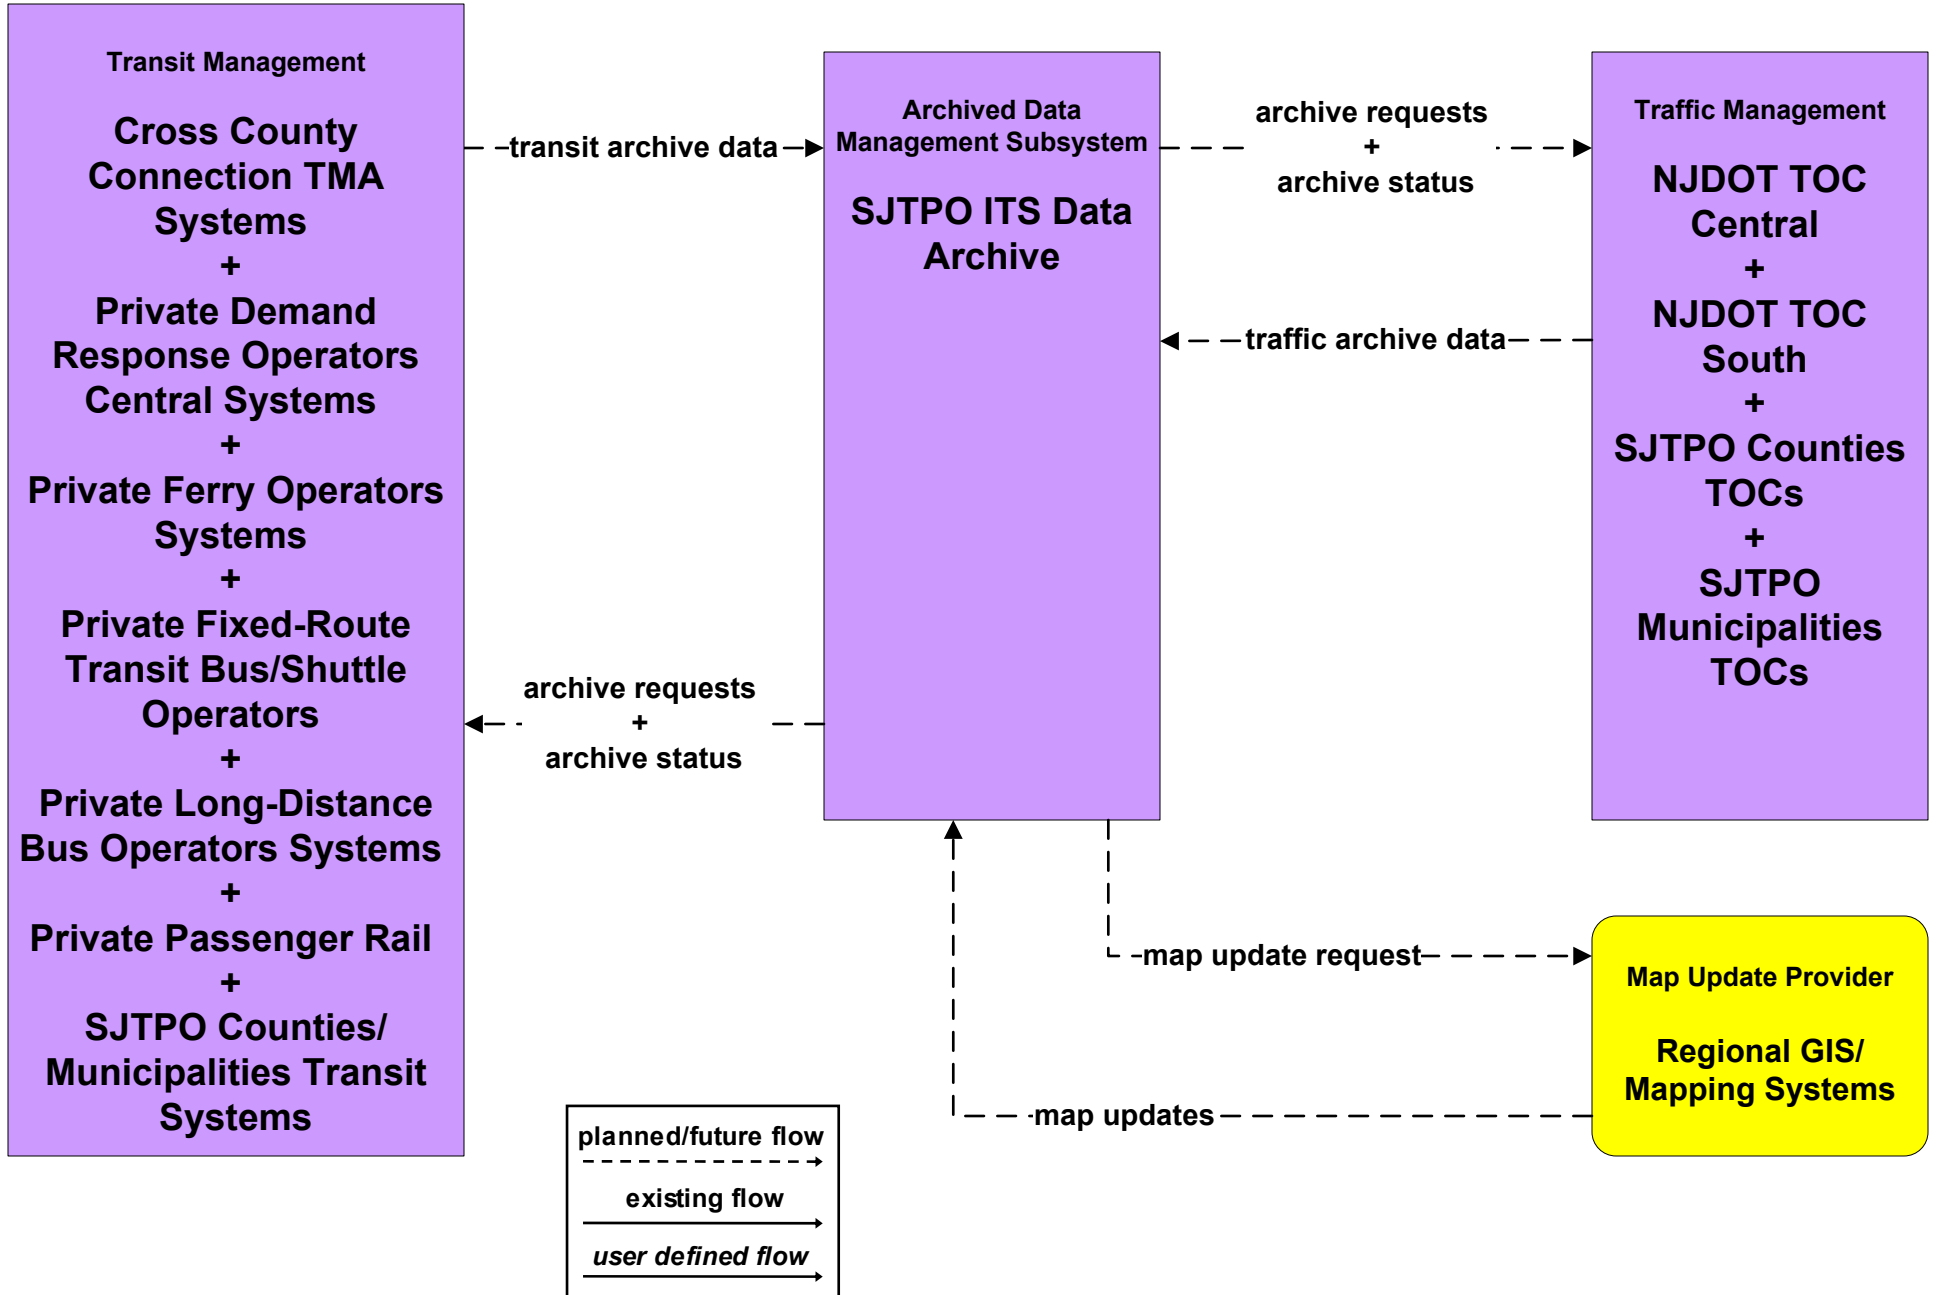 Transit Management
Cross County
Connection TMA
Systems
+
Private Demand
Response Operators
Central Systems
+
Private Ferry Operators
Systems
+
Private Fixed-Route
Transit Bus/Shuttle
Operators
+
Private Long-Distance
Bus Operators Systems
+
Private Passenger Rail
+
SJTPO Counties/
Municipalities Transit
Systems
transit archive data
archive requests
+
archive status
Archived Data
Management Subsystem
SJTPO ITS Data
Archive
archive requests
+
archive status
traffic archive data
Traffic Management
NJDOT TOC
Central
+
NJDOT TOC
South
+
SJTPO Counties
TOCs
+
SJTPO
Municipalities
TOCs
map update request
map updates
Map Update Provider
Regional GIS/
Mapping Systems
planned/future flow
existing flow
user defined flow